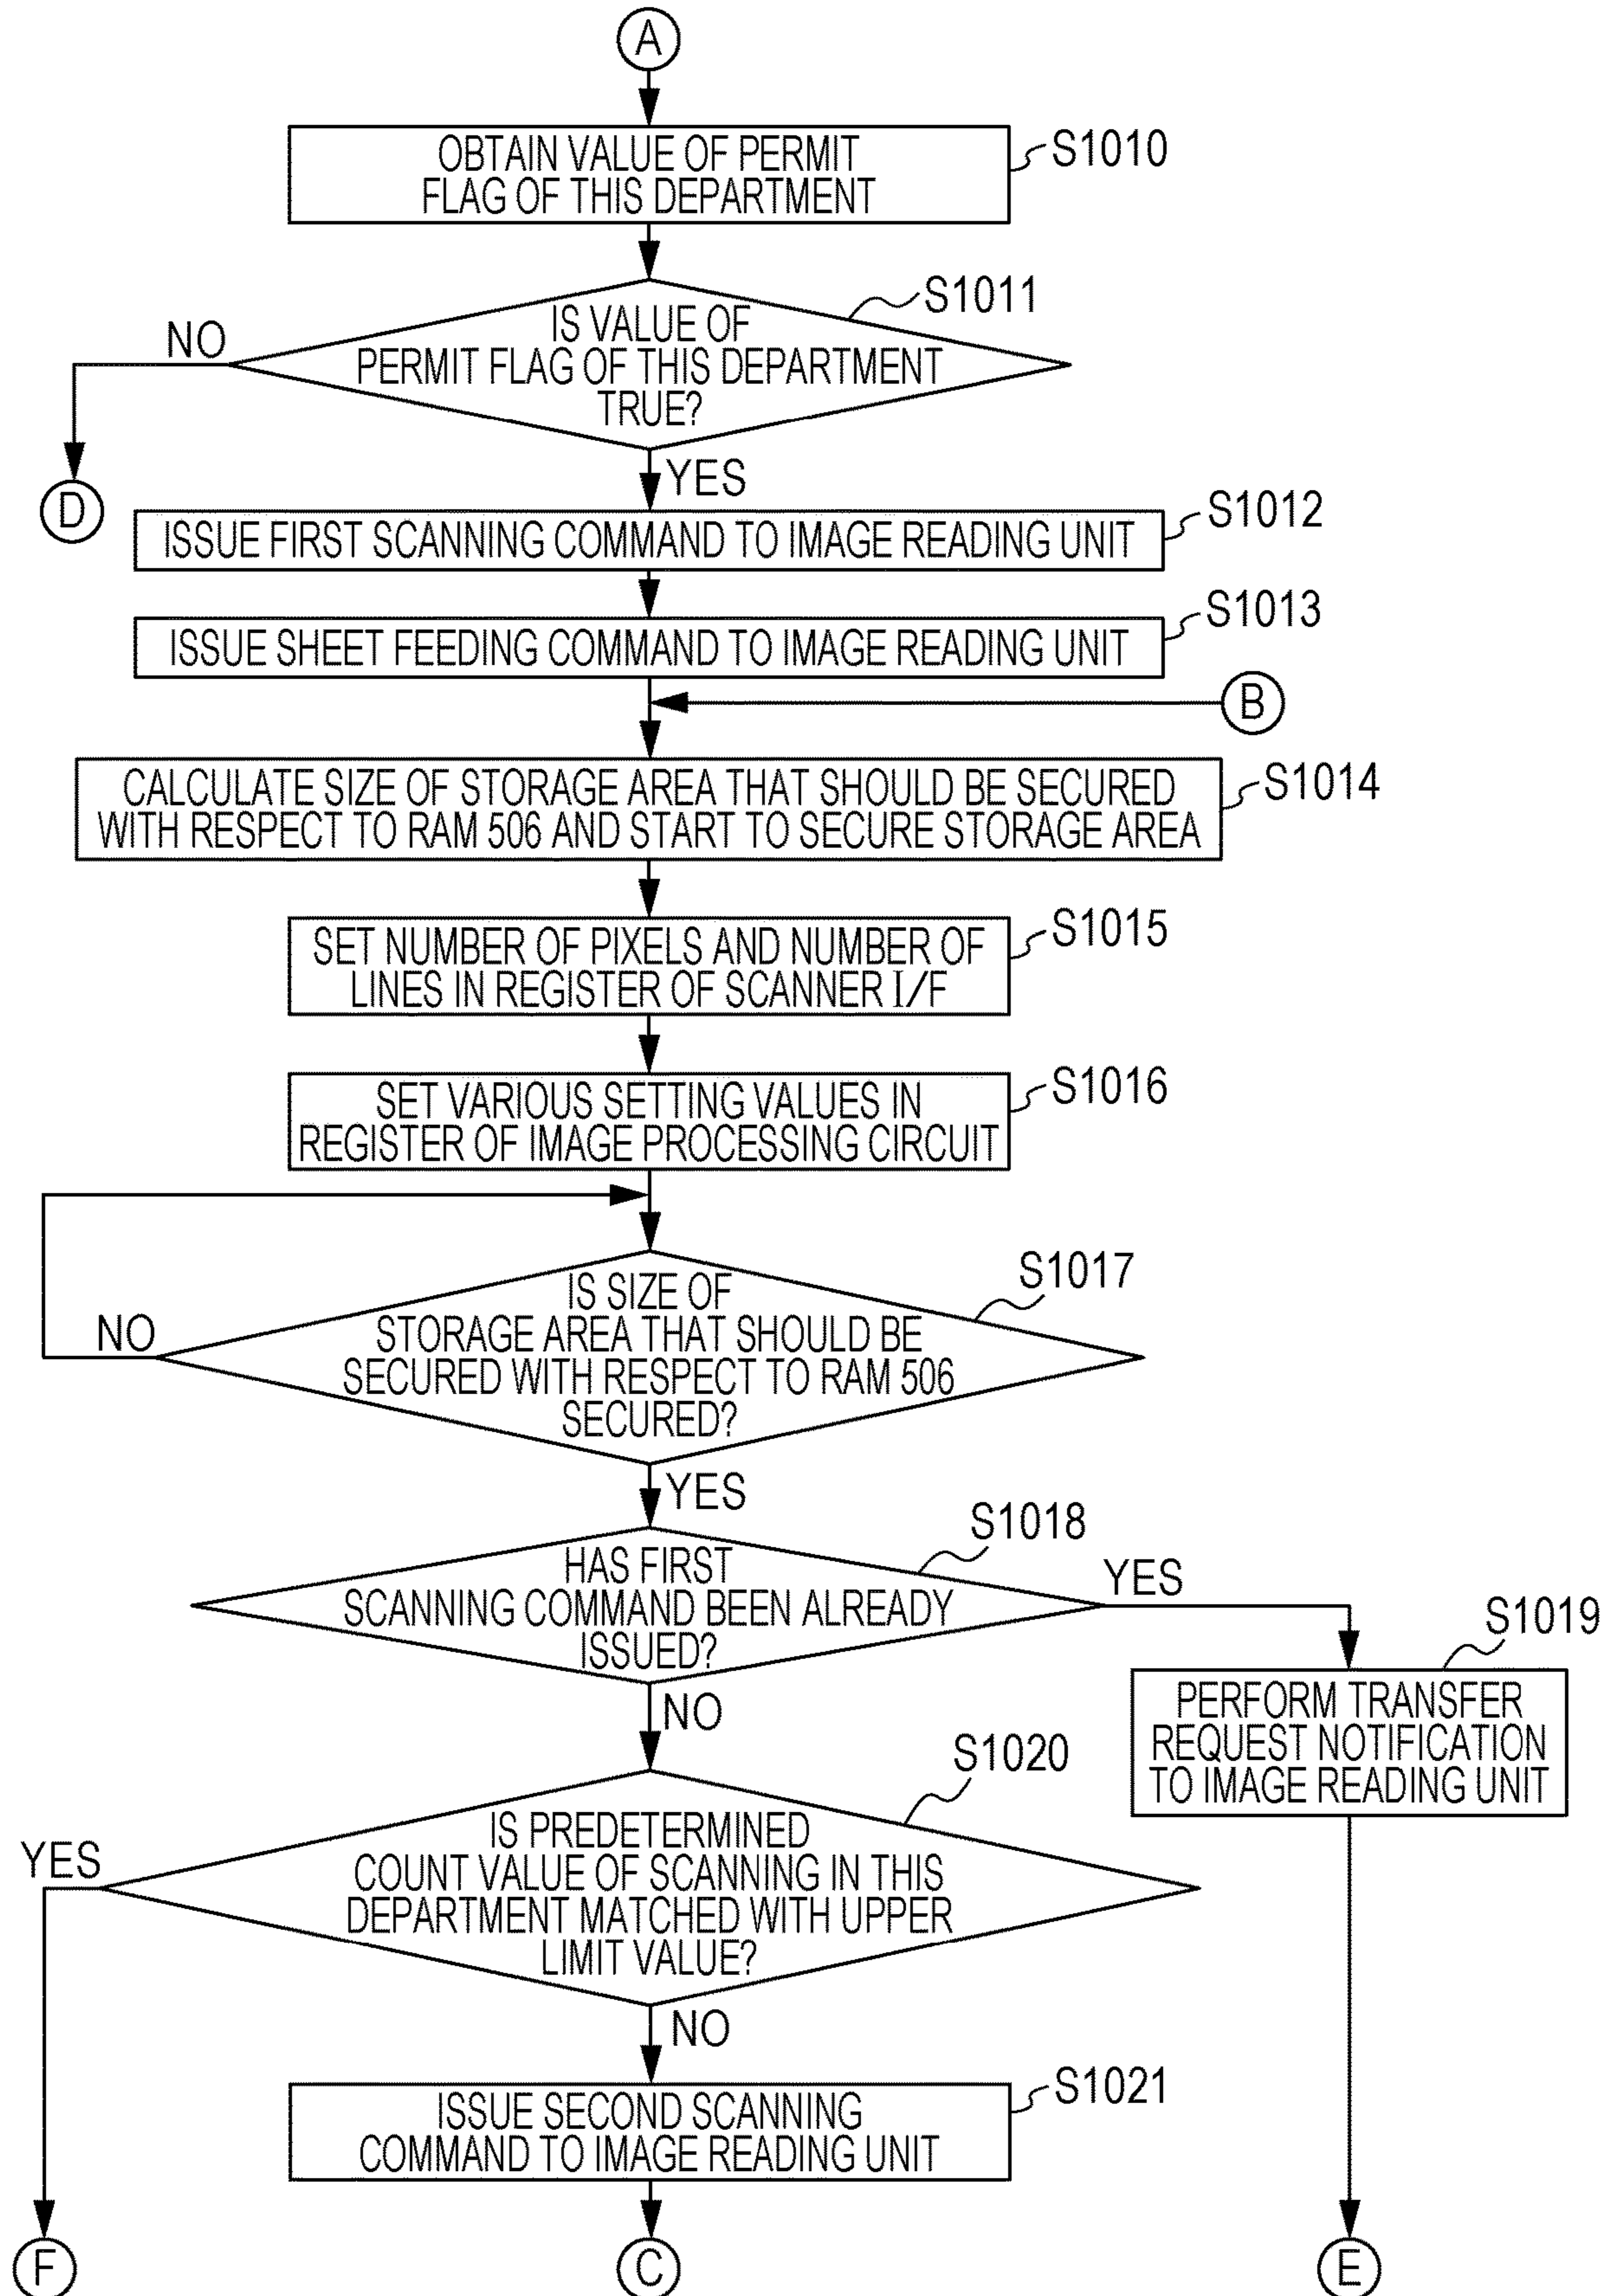 A
OBTAIN VALUE OF PERMIT
FLAG OF THIS DEPARTMENT
S1010
S1011
IS VALUE OF
PERMIT FLAG OF THIS DEPARTMENT
TRUE?
NO
D
YES
S1012
ISSUE FIRST SCANNING COMMAND TO IMAGE READING UNIT
S1013
ISSUE SHEET FEEDING COMMAND TO IMAGE READING UNIT
B
CALCULATE SIZE OF STORAGE AREA THAT SHOULD BE SECURED
WITH RESPECT TO RAM 506 AND START TO SECURE STORAGE AREA
S1014
SET NUMBER OF PIXELS AND NUMBER OF
LINES IN REGISTER OF SCANNER I/F
S1015
SET VARIOUS SETTING VALUES IN
REGISTER OF IMAGE PROCESSING CIRCUIT
S1016
S1017
IS SIZE OF
STORAGE AREA THAT SHOULD BE
SECURED WITH RESPECT TO RAM 506
SECURED?
NO
YES
S1018
HAS FIRST
SCANNING COMMAND BEEN ALREADY
ISSUED?
YES
S1019
PERFORM TRANSFER
REQUEST NOTIFICATION
TO IMAGE READING UNIT
NO
S1020
IS PREDETERMINED
COUNT VALUE OF SCANNING IN THIS
DEPARTMENT MATCHED WITH UPPER
LIMIT VALUE?
YES
NO
S1021
ISSUE SECOND SCANNING
COMMAND TO IMAGE READING UNIT
F
C
E